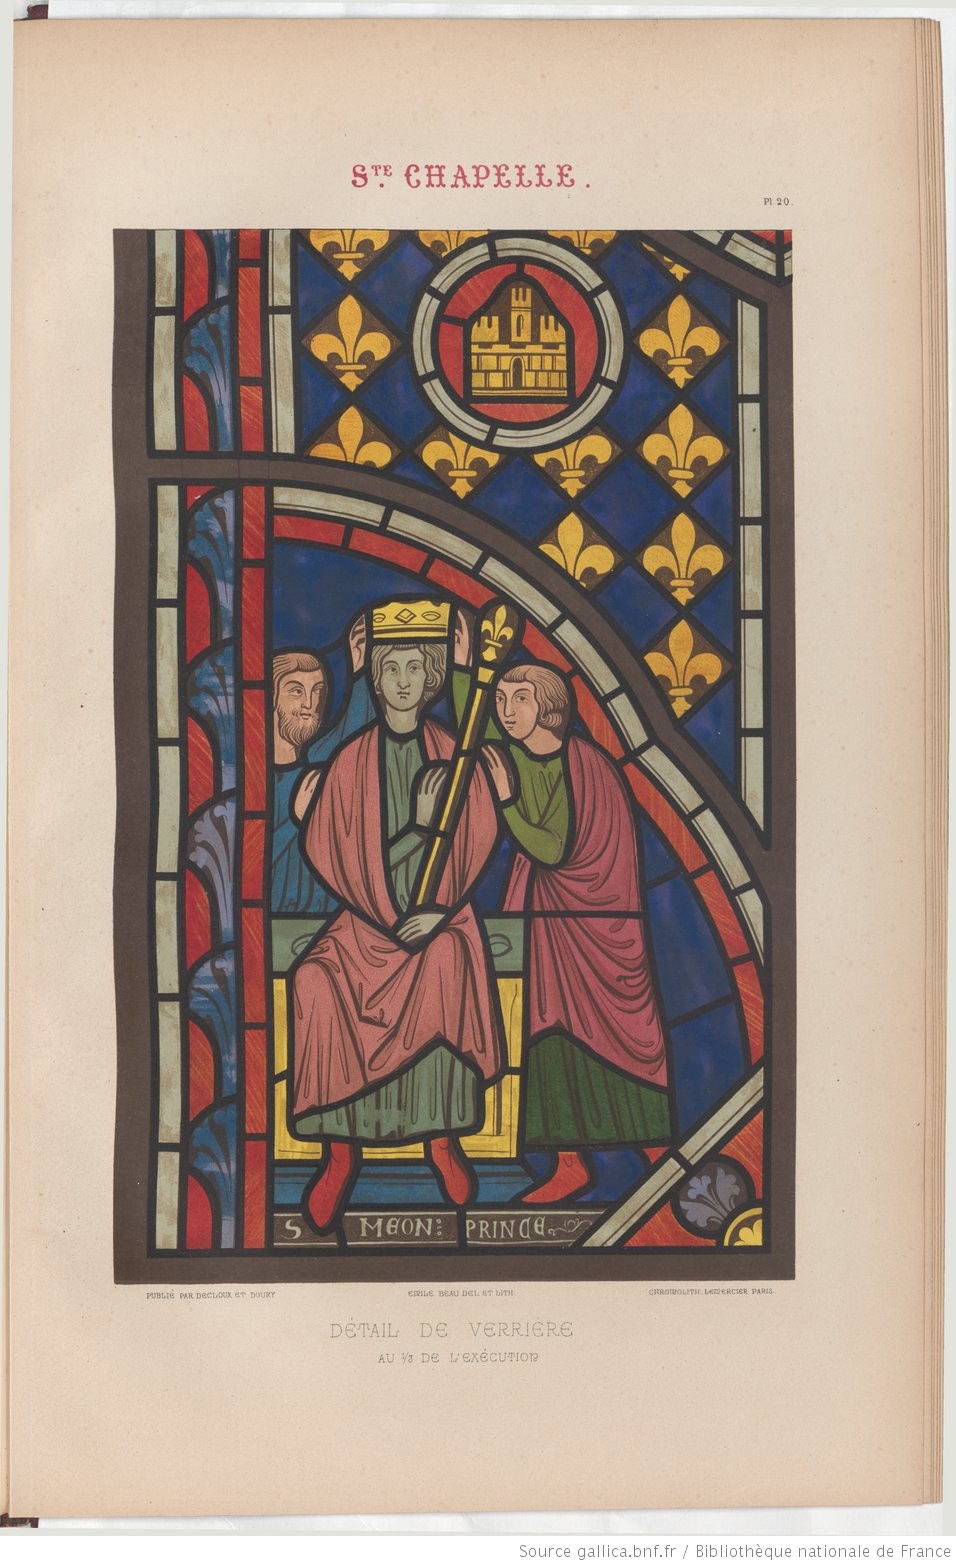 STE CHAPELLE.
Pl. 20.
S MEON: PRINCE
PUBLIÉ PAR DECLOUX ET DOURY
EMILE BEAU DEL ET LITH.
CHROMOLITH. LEMERCIER PARIS
DÉTAIL DE VERRIÉRE
AU 1/3 DE L'EXÉCUTION
Source gallica.bnf.fr / Bibliothèque nationale de France